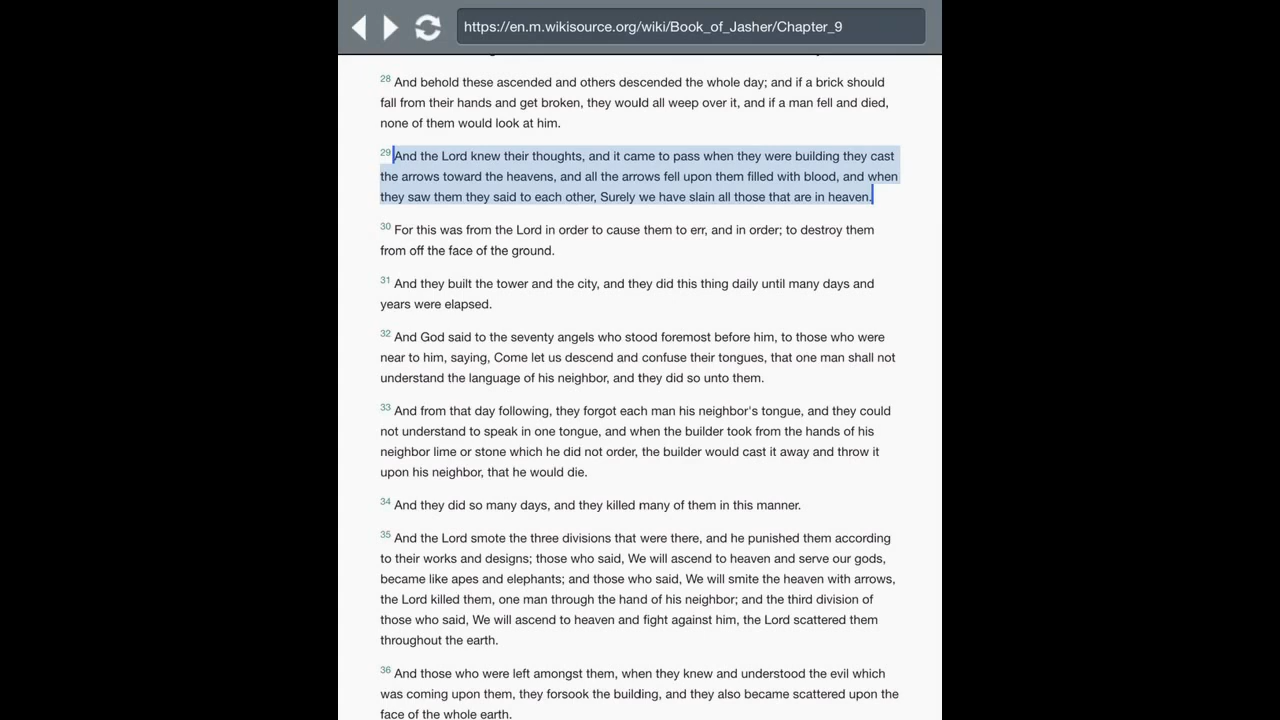 https://en.m.wikisource.org/wiki/Book_of_Jasher/Chapter_9
28 And behold these ascended and others descended the whole day; and if a brick should
fall from their hands and get broken, they would all weep over it, and if a man fell and died,
none of them would look at him.
29 And the Lord knew their thoughts, and it came to pass when they were building they cast
the arrows toward the heavens, and all the arrows fell upon them filled with blood, and when
they saw them they said to each other, Surely we have slain all those that are in heaven.
30 For this was from the Lord in order to cause them to err, and in order; to destroy them
from off the face of the ground.
31 And they built the tower and the city, and they did this thing daily until many days and
years were elapsed.
32 And God said to the seventy angels who stood foremost before him, to those who were
near to him, saying, Come let us descend and confuse their tongues, that one man shall not
understand the language of his neighbor, and they did so unto them.
33 And from that day following, they forgot each man his neighbor's tongue, and they could
not understand to speak in one tongue, and when the builder took from the hands of his
neighbor lime or stone which he did not order, the builder would cast it away and throw it
upon his neighbor, that he would die.
34 And they did so many days, and they killed many of them in this manner.
35 And the Lord smote the three divisions that were there, and he punished them according
to their works and designs; those who said, We will ascend to heaven and serve our gods,
became like apes and elephants; and those who said, We will smite the heaven with arrows,
the Lord killed them, one man through the hand of his neighbor; and the third division of
those who said, We will ascend to heaven and fight against him, the Lord scattered them
throughout the earth.
36 And those who were left amongst them, when they knew and understood the evil which
was coming upon them, they forsook the building, and they also became scattered upon the
face of the whole earth.